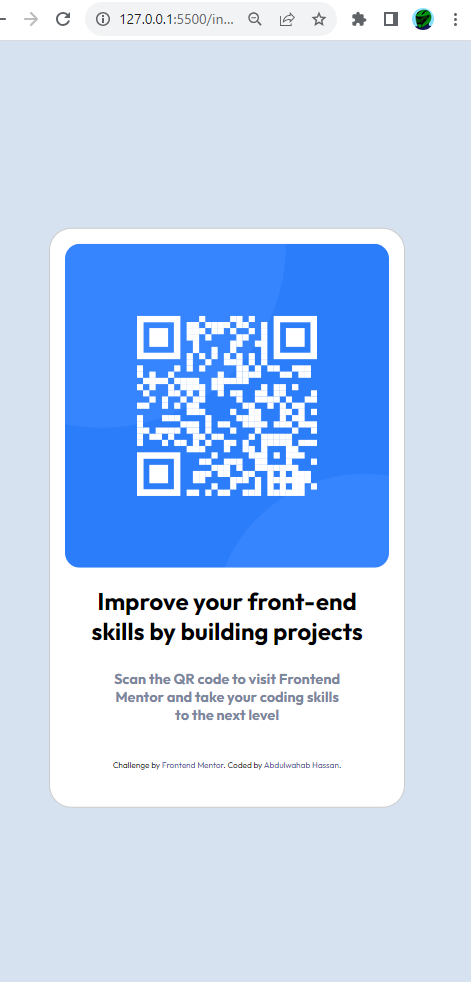 127.0.0.1:5500/in...
Improve your front-end
skills by building projects
Scan the QR code to visit Frontend
Mentor and take your coding skills
to the next level
Challenge by Frontend Mentor. Coded by Abdulwahab Hassan.